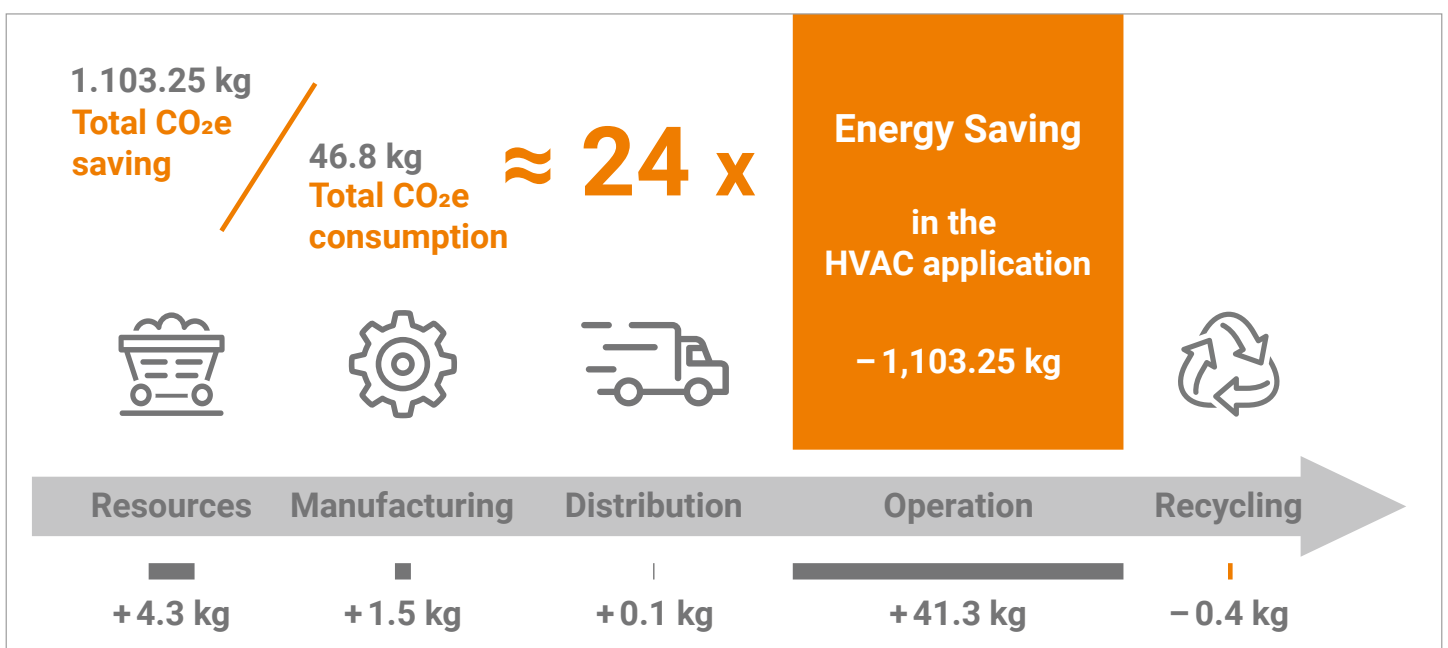 1.103.25 kg
Total CO₂e
saving
46.8 kg
Total CO₂e
consumption
≈ 24 x
Energy Saving
in the
HVAC application
– 1,103.25 kg
Resources
Manufacturing
Distribution
Operation
Recycling
+ 4.3 kg
+ 1.5 kg
+ 0.1 kg
+ 41.3 kg
– 0.4 kg